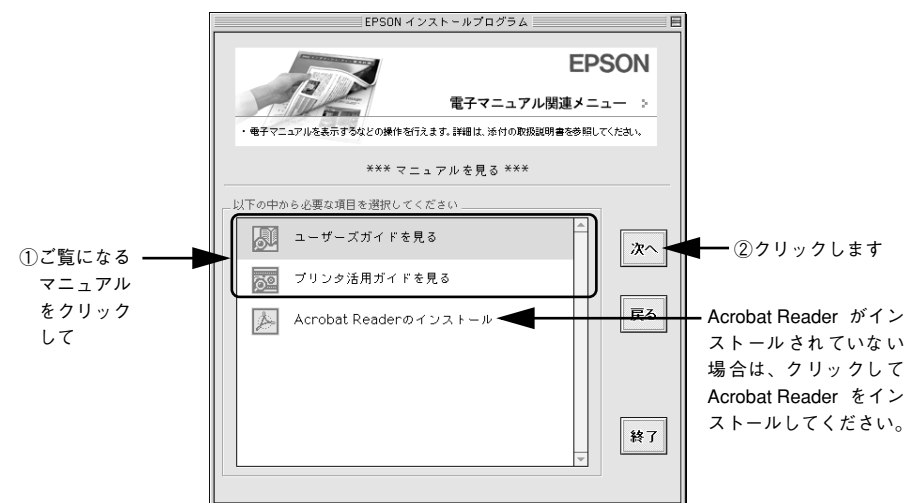 EPSON インストールプログラム
EPSON
電子マニュアル関連メニュー
・電子マニュアルを表示するなどの操作を行えます。詳細は、添付の取扱説明書を参照してください。
*** マニュアルを見る ***
以下の中から必要な項目を選択してください
ユーザーズガイドを見る
プリンタ活用ガイドを見る
Acrobat Readerのインストール
次へ
戻る
終了
①ご覧になる
マニュアル
をクリック
して
②クリックします
Acrobat Reader がイン
ストールされていない
場合は、クリックして
Acrobat Reader をイン
ストールしてください。